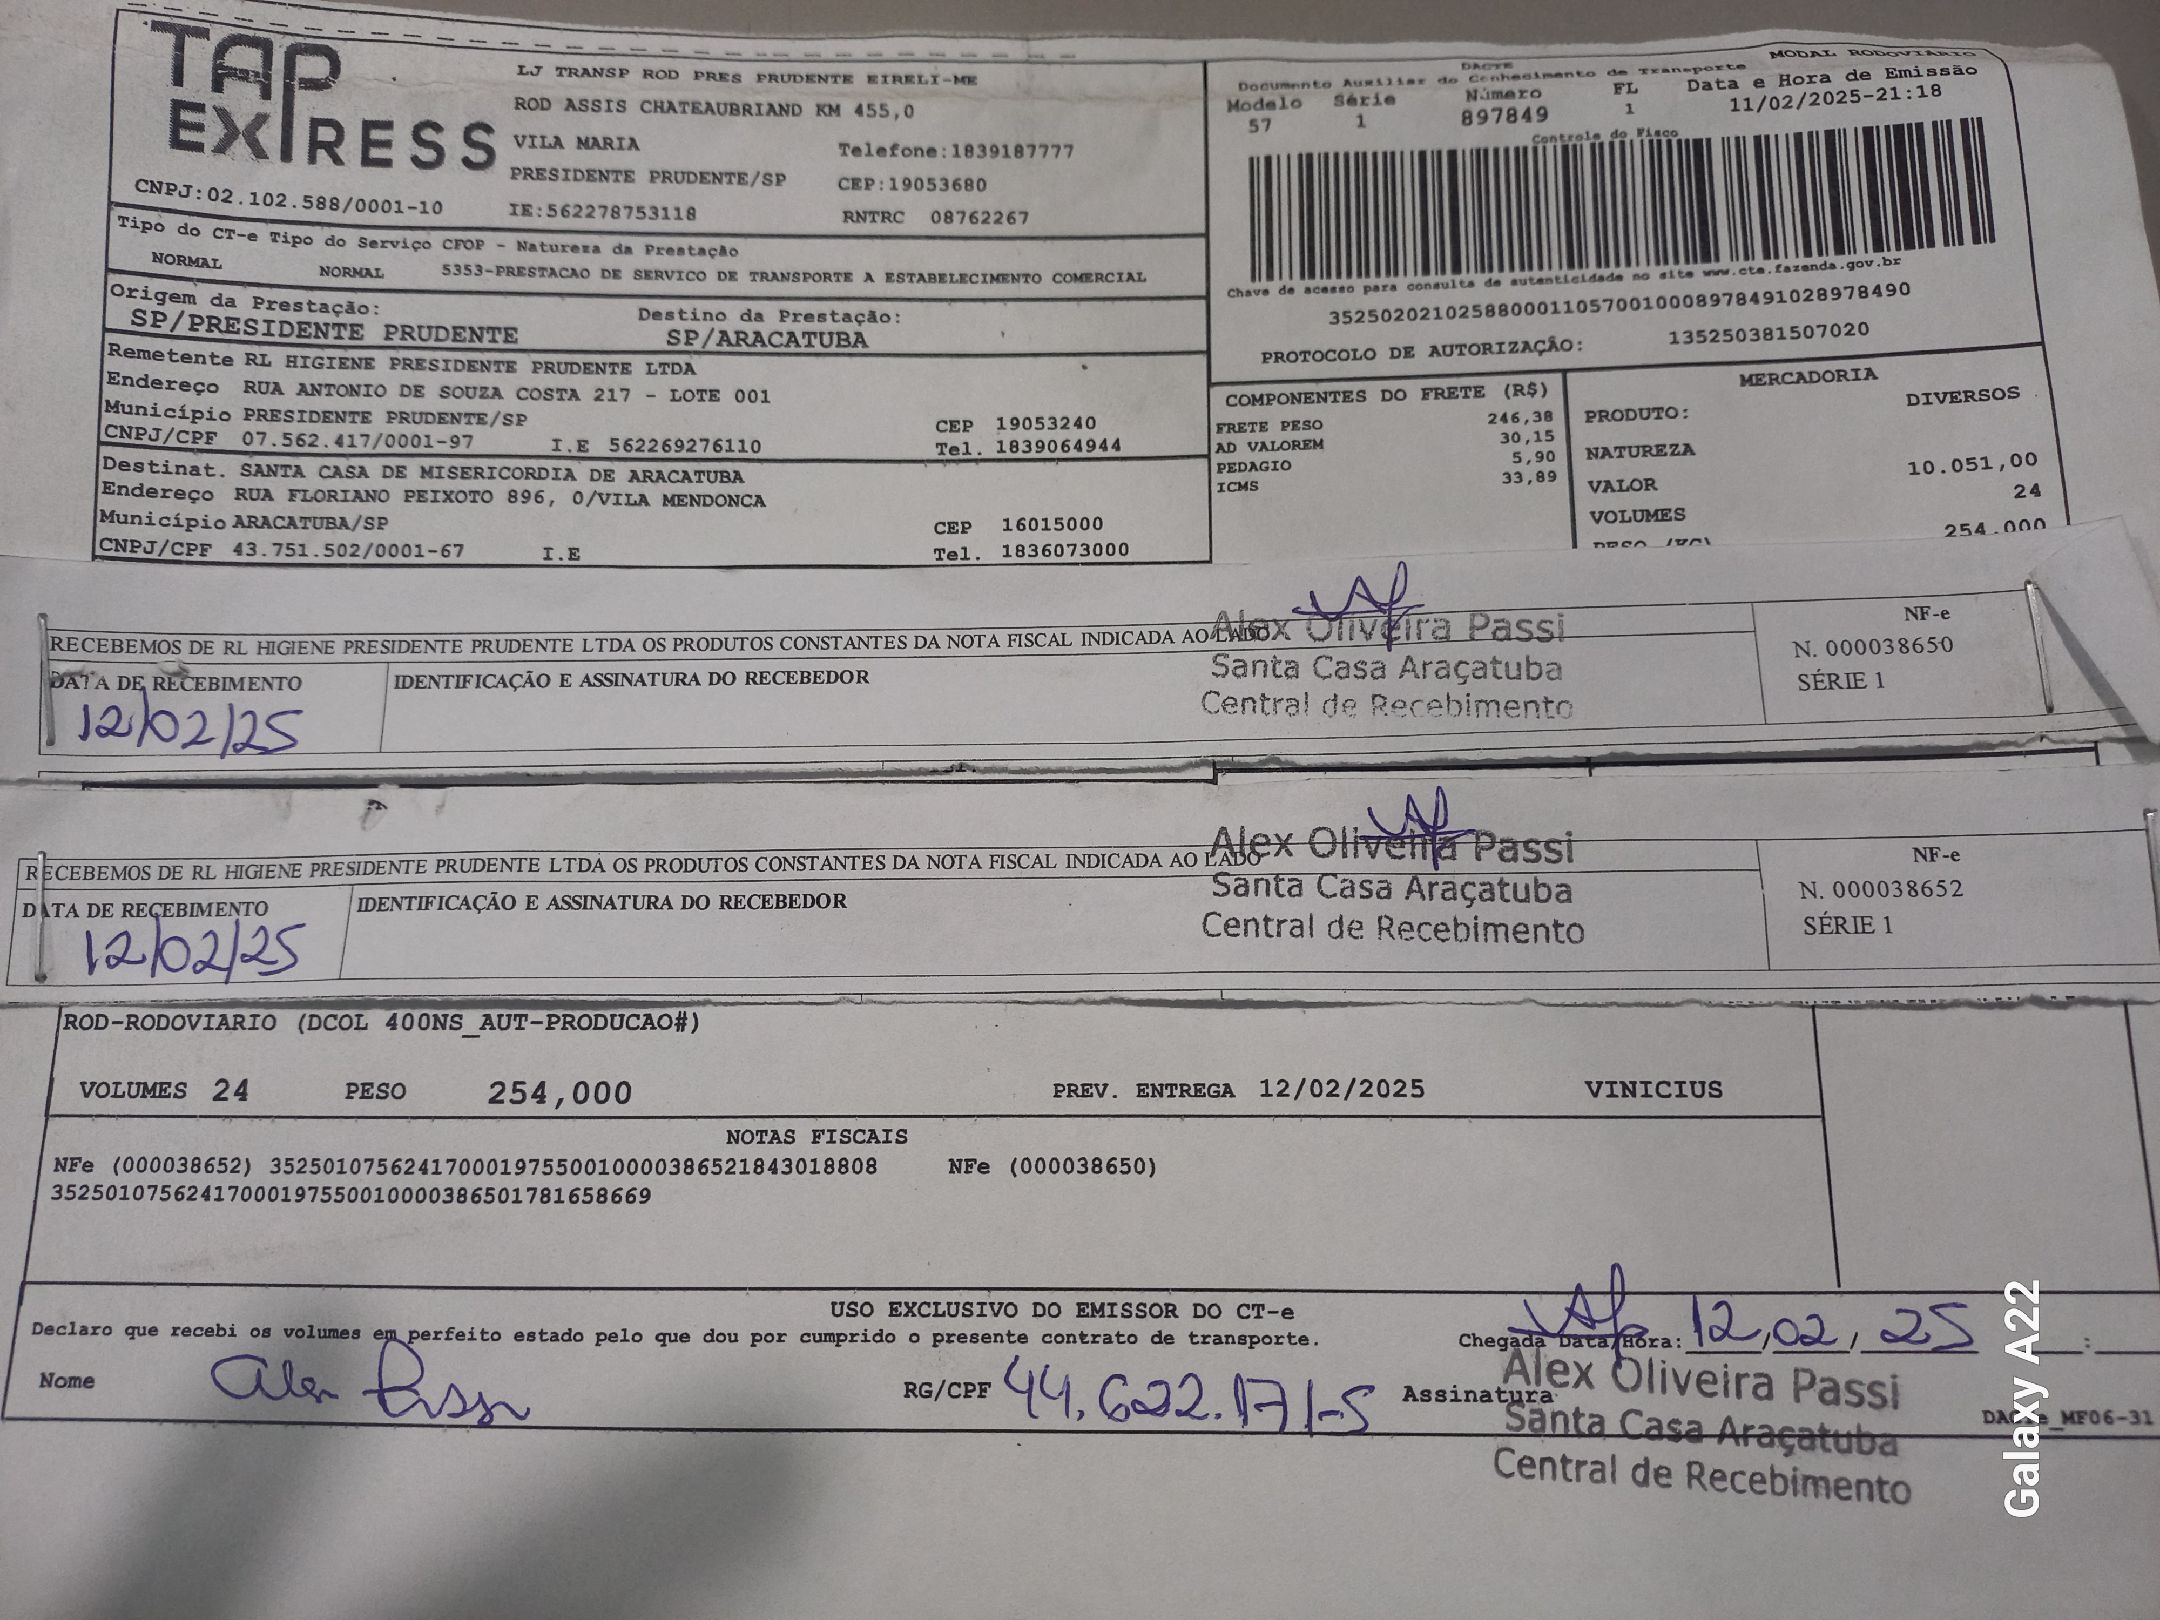 TAP
EXPRESS
CNPJ:02.102.588/0001-10
LJ TRANSP ROD PRES PRUDENTE EIRELI-ME
ROD ASSIS CHATEAUBRIAND KM 455,0
VILA MARIA Telefone:1839187777
PRESIDENTE PRUDENTE/SP CEP:19053680
IE:562278753118 RNTRC 08762267
DACTE MODAL RODOVIARIO
Documento Auxiliar do Conhecimento de Transporte
Modelo Série Número FL Data e Hora de Emissão
57 1 897849 1 11/02/2025-21:18
Controle do Fisco
Chave de acesso para consulta de autenticidade no site www.cte.fazenda.gov.br
35250202102588000110570010008978491028978490
PROTOCOLO DE AUTORIZAÇÃO: 135250381507020
Tipo do CT-e Tipo do Serviço CFOP - Natureza da Prestação
NORMAL NORMAL 5353-PRESTACAO DE SERVICO DE TRANSPORTE A ESTABELECIMENTO COMERCIAL
Origem da Prestação: Destino da Prestação:
SP/PRESIDENTE PRUDENTE SP/ARACATUBA
Remetente RL HIGIENE PRESIDENTE PRUDENTE LTDA
Endereço RUA ANTONIO DE SOUZA COSTA 217 - LOTE 001
Município PRESIDENTE PRUDENTE/SP CEP 19053240
CNPJ/CPF 07.562.417/0001-97 I.E 562269276110 Tel. 1839064944
Destinat. SANTA CASA DE MISERICORDIA DE ARACATUBA
Endereço RUA FLORIANO PEIXOTO 896, 0/VILA MENDONCA
Município ARACATUBA/SP CEP 16015000
CNPJ/CPF 43.751.502/0001-67 I.E Tel. 1836073000
COMPONENTES DO FRETE (R$)
FRETE PESO 246,38
AD VALOREM 30,15
PEDAGIO 5,90
ICMS 33,89
MERCADORIA
PRODUTO: DIVERSOS
NATUREZA
VALOR 10.051,00
VOLUMES 24
PESO (KG) 254.000
RECEBEMOS DE RL HIGIENE PRESIDENTE PRUDENTE LTDA OS PRODUTOS CONSTANTES DA NOTA FISCAL INDICADA AO LADO
DATA DE RECEBIMENTO IDENTIFICAÇÃO E ASSINATURA DO RECEBEDOR
12/02/25
Alex Oliveira Passi
Santa Casa Araçatuba
Central de Recebimento
NF-e
N. 000038650
SÉRIE 1
RECEBEMOS DE RL HIGIENE PRESIDENTE PRUDENTE LTDA OS PRODUTOS CONSTANTES DA NOTA FISCAL INDICADA AO LADO
DATA DE RECEBIMENTO IDENTIFICAÇÃO E ASSINATURA DO RECEBEDOR
12/02/25
Alex Oliveira Passi
Santa Casa Araçatuba
Central de Recebimento
NF-e
N. 000038652
SÉRIE 1
ROD-RODOVIARIO (DCOL 400NS_AUT-PRODUCAO#)
VOLUMES 24 PESO 254,000 PREV. ENTREGA 12/02/2025 VINICIUS
NOTAS FISCAIS
NFe (000038652) 35250107562417000197550010000386521843018808 NFe (000038650)
35250107562417000197550010000386501781658669
USO EXCLUSIVO DO EMISSOR DO CT-e
Declaro que recebi os volumes em perfeito estado pelo que dou por cumprido o presente contrato de transporte. Chegada Data/Hora: 12/02/25 :
Nome Alex Passi RG/CPF 44.622.171-5 Assinatura
Alex Oliveira Passi
Santa Casa Araçatuba
Central de Recebimento
DACTe_MF06-31
Galaxy A22